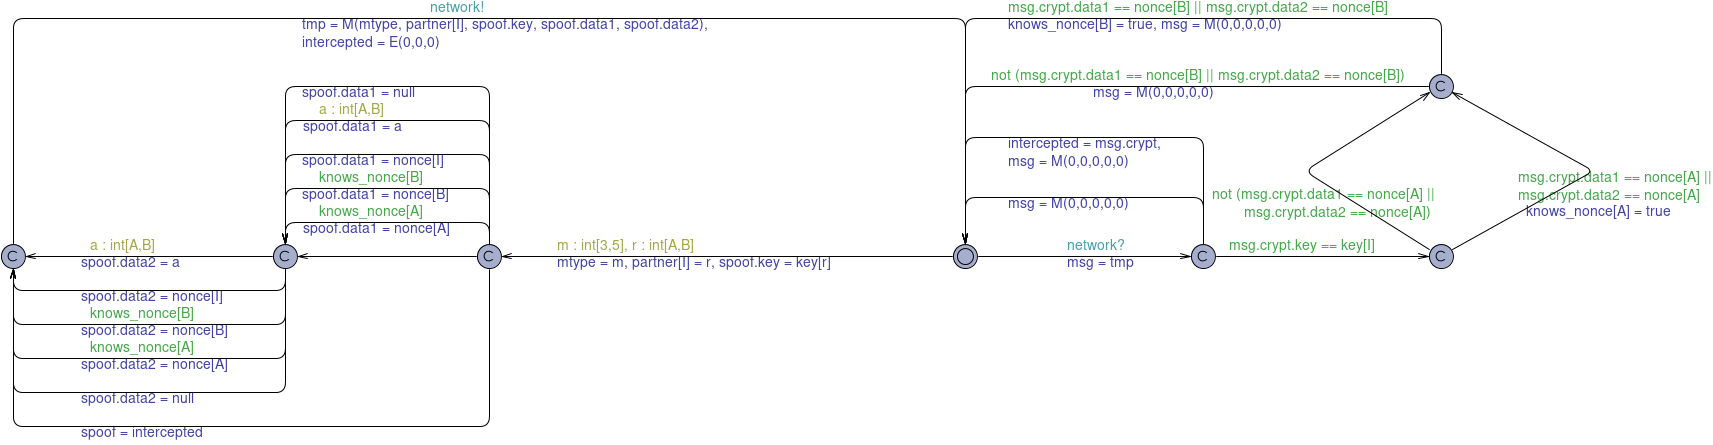 network!
tmp = M(mtype, partner[I], spoof.key, spoof.data1, spoof.data2),
intercepted = E(0,0,0)
msg.crypt.data1 == nonce[B] || msg.crypt.data2 == nonce[B]
knows_nonce[B] = true, msg = M(0,0,0,0,0)
not (msg.crypt.data1 == nonce[B] || msg.crypt.data2 == nonce[B])
msg = M(0,0,0,0,0)
C
spoof.data1 = null
a : int[A,B]
spoof.data1 = a
spoof.data1 = nonce[I]
knows_nonce[B]
spoof.data1 = nonce[B]
knows_nonce[A]
spoof.data1 = nonce[A]
intercepted = msg.crypt,
msg = M(0,0,0,0,0)
msg = M(0,0,0,0,0)
not (msg.crypt.data1 == nonce[A] ||
msg.crypt.data2 == nonce[A])
msg.crypt.data1 == nonce[A] ||
msg.crypt.data2 == nonce[A]
knows_nonce[A] = true
C
a : int[A,B]
spoof.data2 = a
C
C
m : int[3,5], r : int[A,B]
mtype = m, partner[I] = r, spoof.key = key[r]
network?
msg = tmp
C
msg.crypt.key == key[I]
C
spoof.data2 = nonce[I]
knows_nonce[B]
spoof.data2 = nonce[B]
knows_nonce[A]
spoof.data2 = nonce[A]
spoof.data2 = null
spoof = intercepted